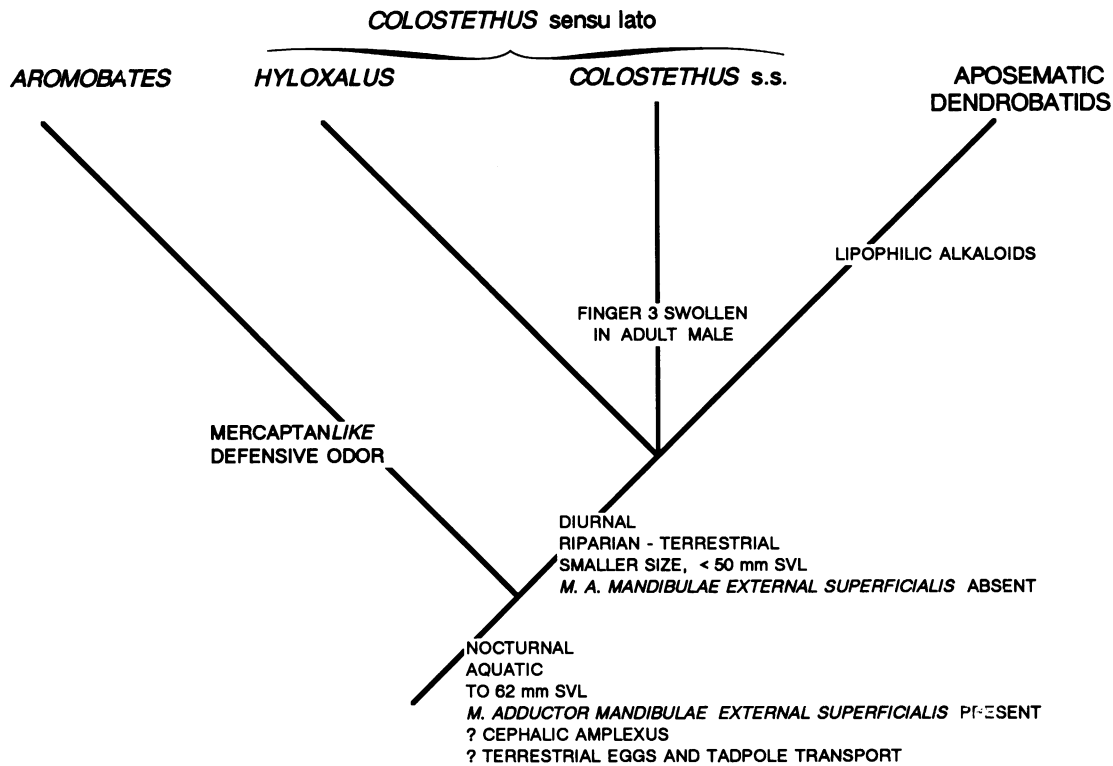 COLOSTETHUS sensu lato
AROMOBATES
HYLOXALUS
COLOSTETHUS s.s.
APOSEMATIC
DENDROBATIDS
LIPOPHILIC ALKALOIDS
FINGER 3 SWOLLEN
IN ADULT MALE
MERCAPTANLIKE
DEFENSIVE ODOR
DIURNAL
RIPARIAN - TERRESTRIAL
SMALLER SIZE, < 50 mm SVL
M. A. MANDIBULAE EXTERNAL SUPERFICIALIS ABSENT
NOCTURNAL
AQUATIC
TO 62 mm SVL
M. ADDUCTOR MANDIBULAE EXTERNAL SUPERFICIALIS PRESENT
? CEPHALIC AMPLEXUS
? TERRESTRIAL EGGS AND TADPOLE TRANSPORT